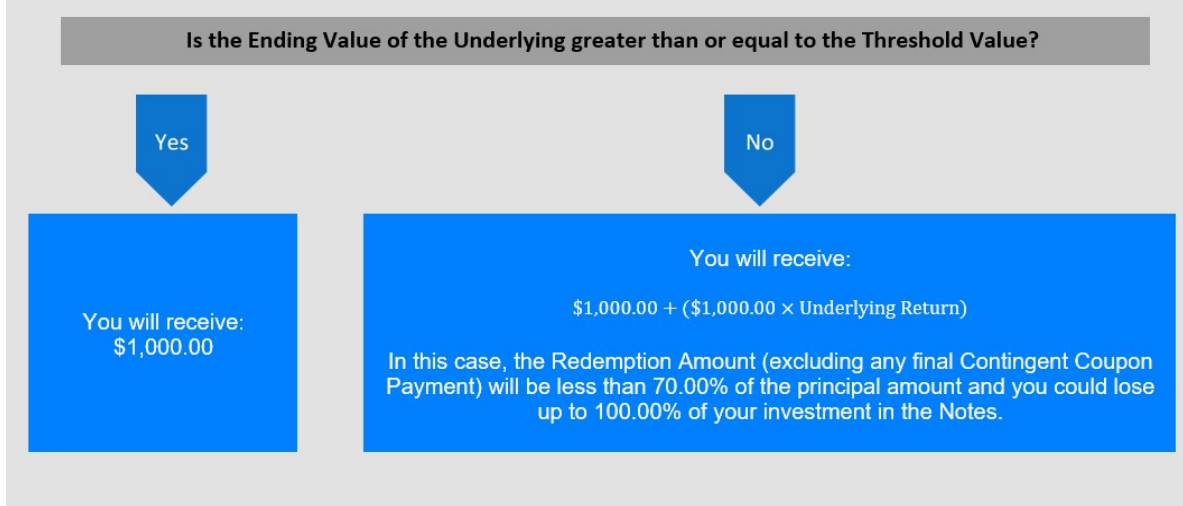 Is the Ending Value of the Underlying greater than or equal to the Threshold Value?
Yes
No
You will receive:
$1,000.00
You will receive:
$1,000.00 + ($1,000.00 × Underlying Return)
In this case, the Redemption Amount (excluding any final Contingent Coupon
Payment) will be less than 70.00% of the principal amount and you could lose
up to 100.00% of your investment in the Notes.